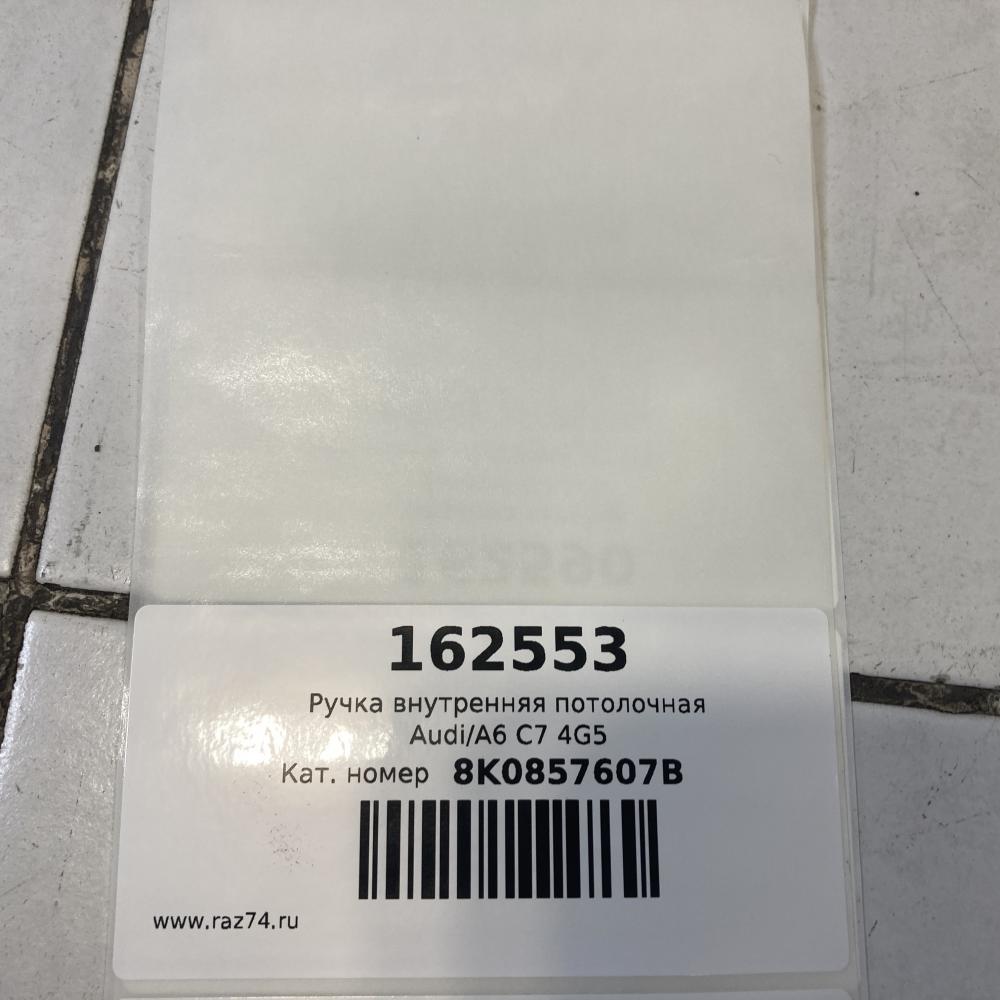 162553
Ручка внутренняя потолочная
Audi/A6 C7 4G5
Кат. номер 8K0857607B
www.raz74.ru